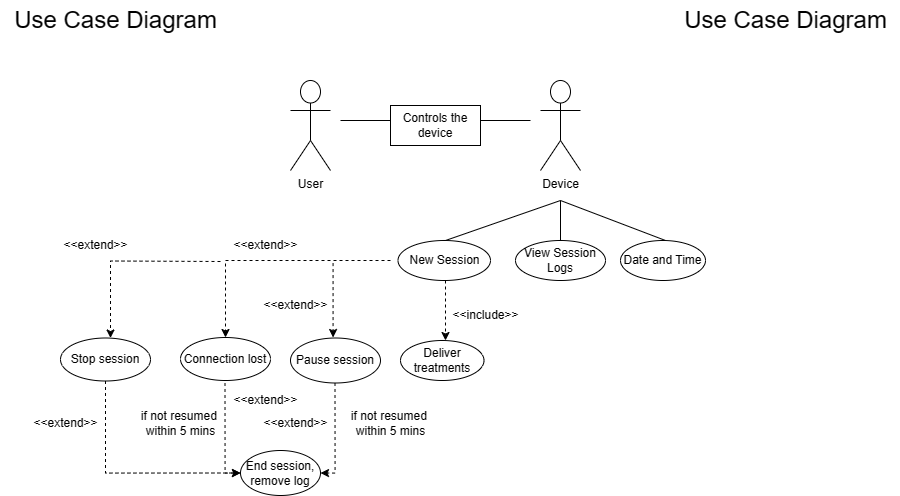 Use Case Diagram
Use Case Diagram
Controls the
device
User
Device
<<extend>>
<<extend>>
New Session
View Session
Logs
Date and Time
<<extend>>
<<include>>
Stop session
Connection lost
Pause session
Deliver
treatments
<<extend>>
if not resumed
within 5 mins
<<extend>>
<<extend>>
if not resumed
within 5 mins
End session,
remove log